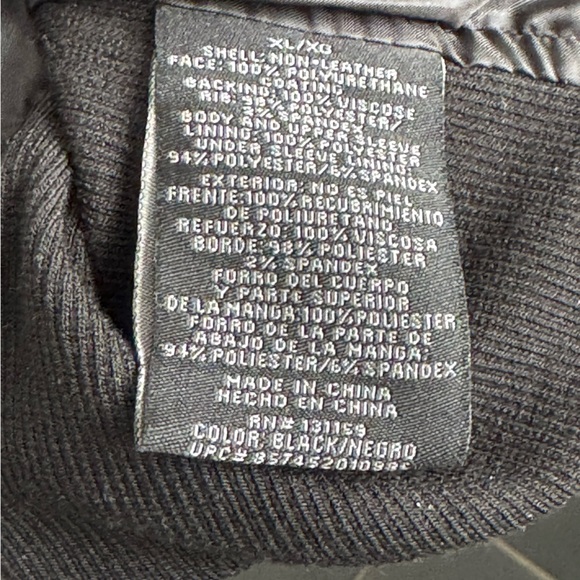 XL/XG
SHELL: NON-LEATHER
FACE: 100% POLYURETHANE
COATING
BACKING: 100% VISCOSE
RIB: 98% POLYESTER/
2% SPANDEX
BODY AND UPPER SLEEVE
LINING: 100% POLYESTER
UNDER SLEEVE LINING:
94% POLYESTER/6% SPANDEX
EXTERIOR: NO ES PIEL
FRENTE: 100% RECUBRIMIENTO
DE POLIURETANO
REFUERZO: 100% VISCOSA
BORDE: 98% POLIESTER
2% SPANDEX
FORRO DEL CUERPO
Y PARTE SUPERIOR
DE LA MANGA: 100% POLIESTER
FORRO DE LA PARTE DE
ABAJO DE LA MANGA:
94% POLIESTER/6% SPANDEX
MADE IN CHINA
HECHO EN CHINA
RN# 131159
COLOR: BLACK/NEGRO
UPC#